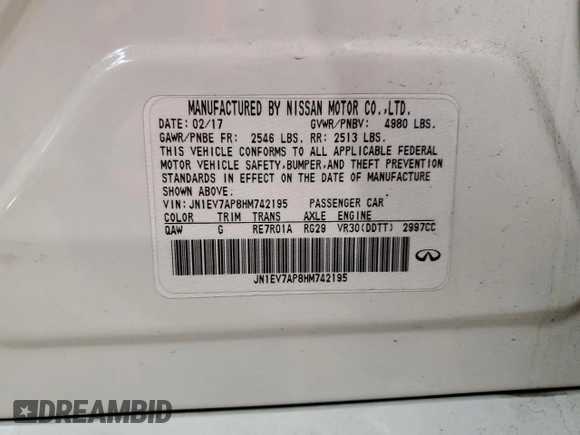 MANUFACTURED BY NISSAN MOTOR CO.,LTD.
DATE: 02/17 GVWR/PNBV: 4980 LBS.
GAWR/PNBE FR: 2546 LBS. RR: 2513 LBS.
THIS VEHICLE CONFORMS TO ALL APPLICABLE FEDERAL
MOTOR VEHICLE SAFETY,BUMPER,AND THEFT PREVENTION
STANDARDS IN EFFECT ON THE DATE OF MANUFACTURE
SHOWN ABOVE.
VIN: JN1EV7AP8HM742195 PASSENGER CAR
COLOR TRIM TRANS AXLE ENGINE
QAW G RE7R01A RG29 VR30(DDTT) 2997CC
JN1EV7AP8HM742195
INFINITI
DREAMBID